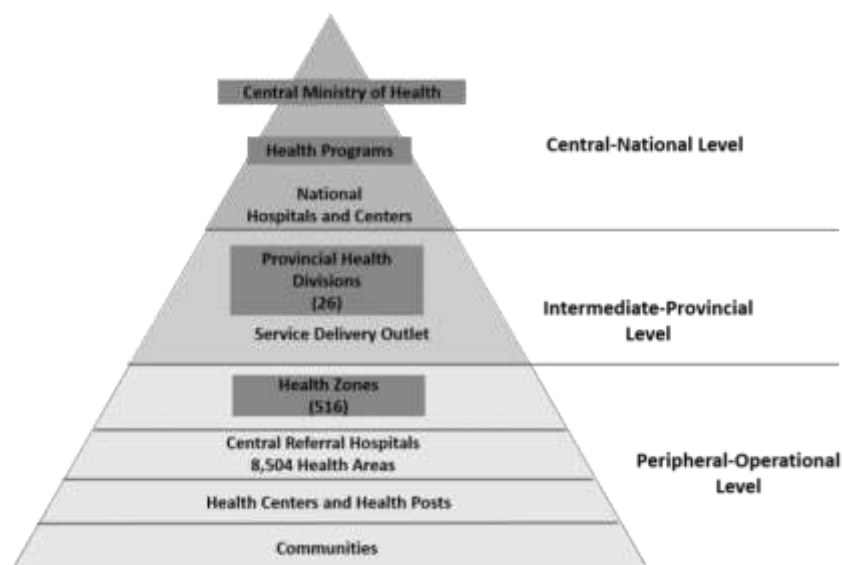 Central Ministry of Health
Health Programs
Central-National Level
National
Hospitals and Centers
Provincial Health
Divisions
(26)
Intermediate-Provincial
Level
Service Delivery Outlet
Health Zones
(516)
Central Referral Hospitals
8,504 Health Areas
Peripheral-Operational
Level
Health Centers and Health Posts
Communities